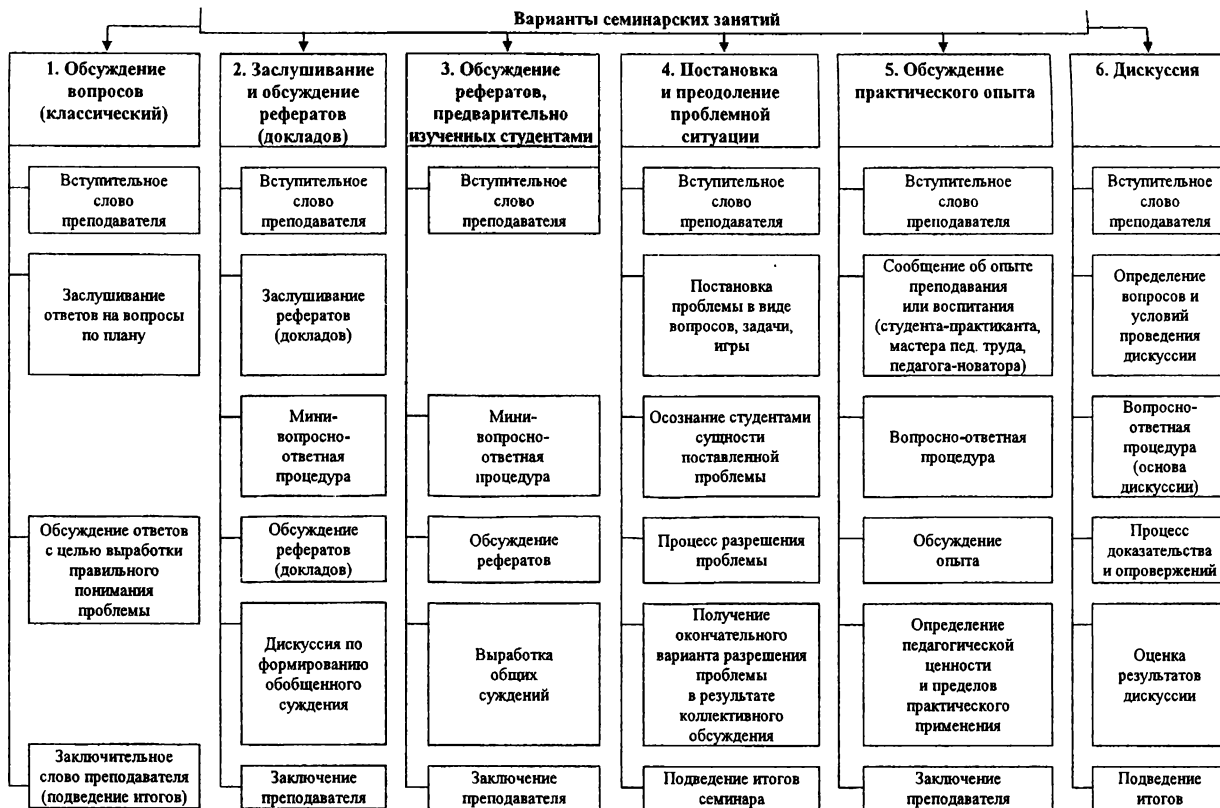 Варианты семинарских занятий
1. Обсуждение
вопросов
(классический)
Вступительное
слово
преподавателя
Заслушивание
ответов на вопросы
по плану
Обсуждение ответов
с целью выработки
правильного
понимания
проблемы
Заключительное
слово преподавателя
(подведение итогов)
2. Заслушивание
и обсуждение
рефератов
(докладов)
Вступительное
слово
преподавателя
Заслушивание
рефератов
(докладов)
Мини-
вопросно-
ответная
процедура
Обсуждение
рефератов
(докладов)
Дискуссия по
формированию
обобщенного
суждения
Заключение
преподавателя
3. Обсуждение
рефератов,
предварительно
изученных студентами
Вступительное
слово
преподавателя
Мини-
вопросно-
ответная
процедура
Обсуждение
рефератов
Выработка
общих
суждений
Заключение
преподавателя
4. Постановка
и преодоление
проблемной
ситуации
Вступительное
слово
преподавателя
Постановка
проблемы в виде
вопросов, задачи,
игры
Осознание студентами
сущности
поставленной
проблемы
Процесс разрешения
проблемы
Получение
окончательного
варианта разрешения
проблемы
в результате
коллективного
обсуждения
Подведение итогов
семинара
5. Обсуждение
практического опыта
Вступительное
слово
преподавателя
Сообщение об опыте
преподавания
или воспитания
(студента-практиканта,
мастера пед. труда,
педагога-новатора)
Вопросно-ответная
процедура
Обсуждение
опыта
Определение
педагогической
ценности
и пределов
практического
применения
Заключение
преподавателя
6. Дискуссия
Вступительное
слово
преподавателя
Определение
вопросов и
условий
проведения
дискуссии
Вопросно-
ответная
процедура
(основа
дискуссии)
Процесс
доказательства
и опровержений
Оценка
результатов
дискуссии
Подведение
итогов